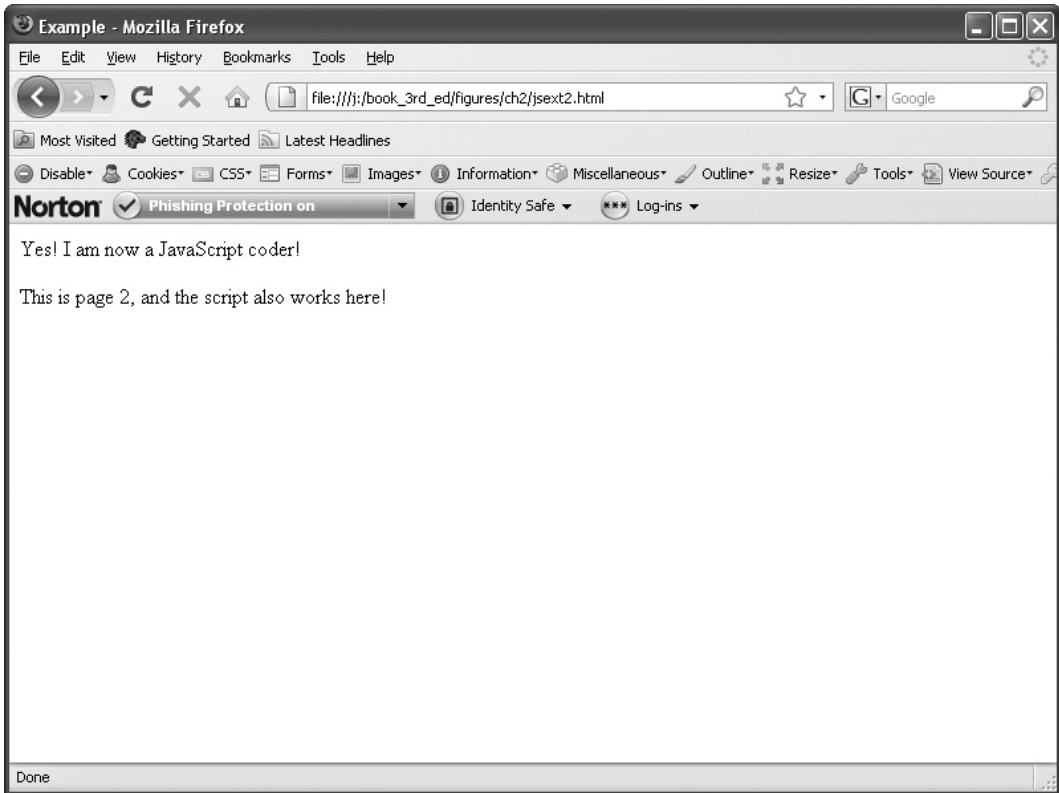 Example - Mozilla Firefox
File Edit View History Bookmarks Tools Help
file:///j:/book_3rd_ed/figures/ch2/jsext2.html G Google
Most Visited Getting Started Latest Headlines
Disable Cookies CSS Forms Images Information Miscellaneous Outline Resize Tools View Source
Norton Phishing Protection on Identity Safe Log-ins
Yes! I am now a JavaScript coder!
This is page 2, and the script also works here!
Done